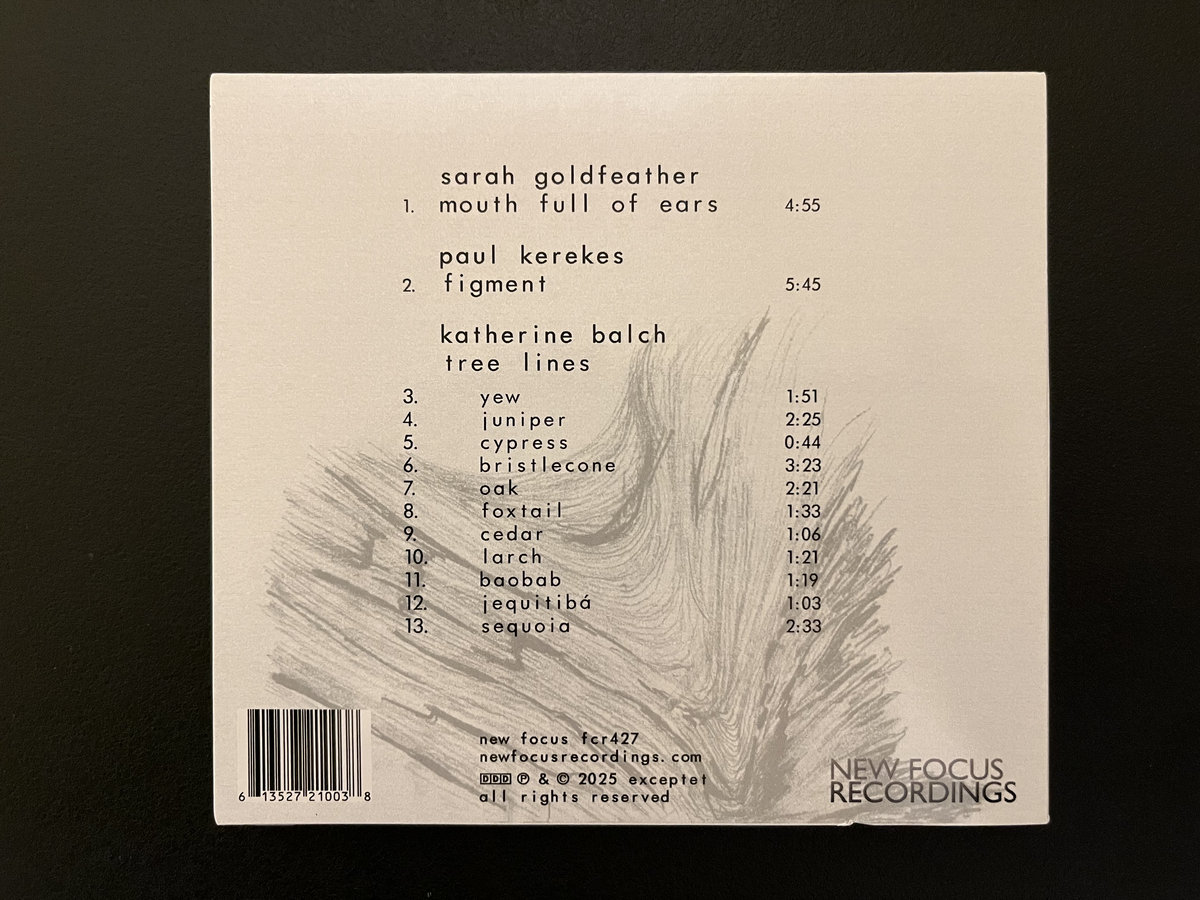 sarah goldfeather
1. mouth full of ears 4:55
paul kerekes
2. figment 5:45
katherine balch
tree lines
3. yew 1:51
4. juniper 2:25
5. cypress 0:44
6. bristlecone 3:23
7. oak 2:21
8. foxtail 1:33
9. cedar 1:06
10. larch 1:21
11. baobab 1:19
12. jequitibá 1:03
13. sequoia 2:33
new focus fcr427
newfocusrecordings.com
DDD ℗ & © 2025 exceptet
all rights reserved
6 13527 21003 8
NEW FOCUS
RECORDINGS